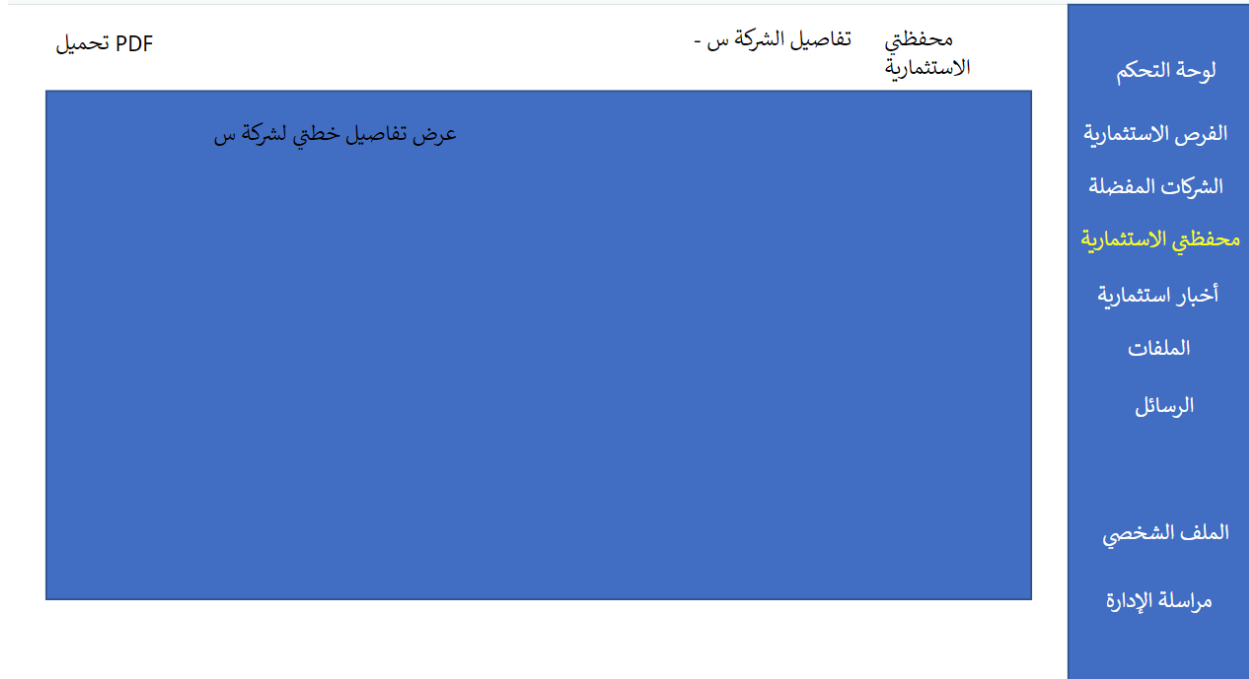 محفظتي
الاستثمارية
تفاصيل الشركة س -
تحميل PDF
عرض تفاصيل خطتي لشركة س
لوحة التحكم
الفرص الاستثمارية
الشركات المفضلة
محفظتي الاستثمارية
أخبار استثمارية
الملفات
الرسائل
الملف الشخصي
مراسلة الإدارة